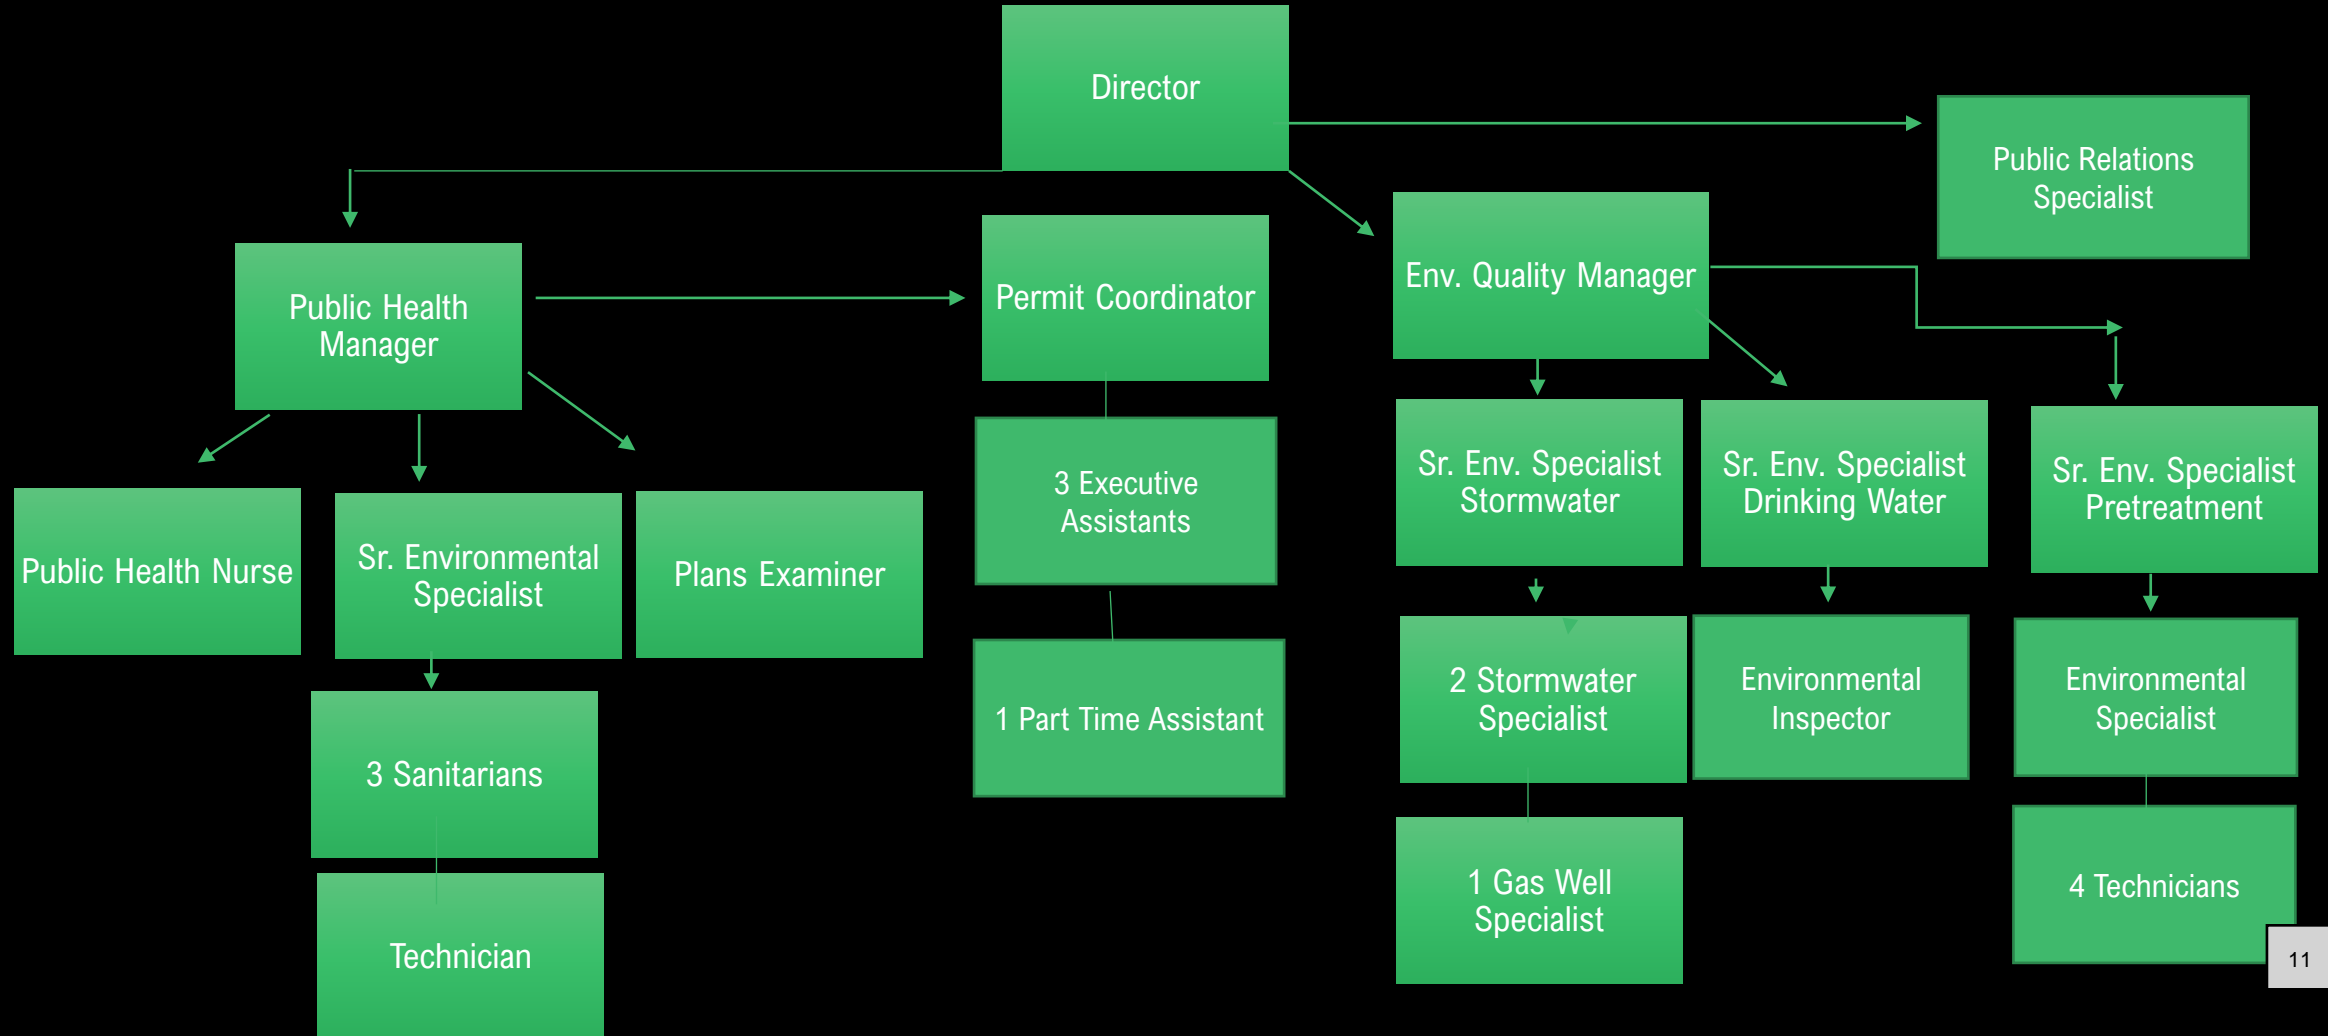 Director
Public Relations
Specialist
Public Health
Manager
Permit Coordinator
Env. Quality Manager
Public Health Nurse
Sr. Environmental
Specialist
Plans Examiner
3 Executive
Assistants
Sr. Env. Specialist
Stormwater
Sr. Env. Specialist
Drinking Water
Sr. Env. Specialist
Pretreatment
3 Sanitarians
1 Part Time Assistant
2 Stormwater
Specialist
Environmental
Inspector
Environmental
Specialist
Technician
1 Gas Well
Specialist
4 Technicians
11